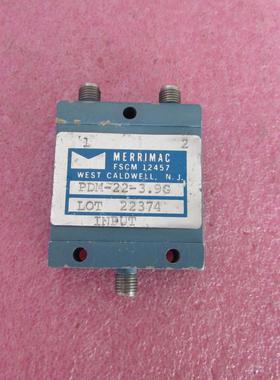 1 2
MERRIMAC
FSCM 12457
WEST CALDWELL, N.J.
PDM-22-3.9G
LOT 22374
INPUT